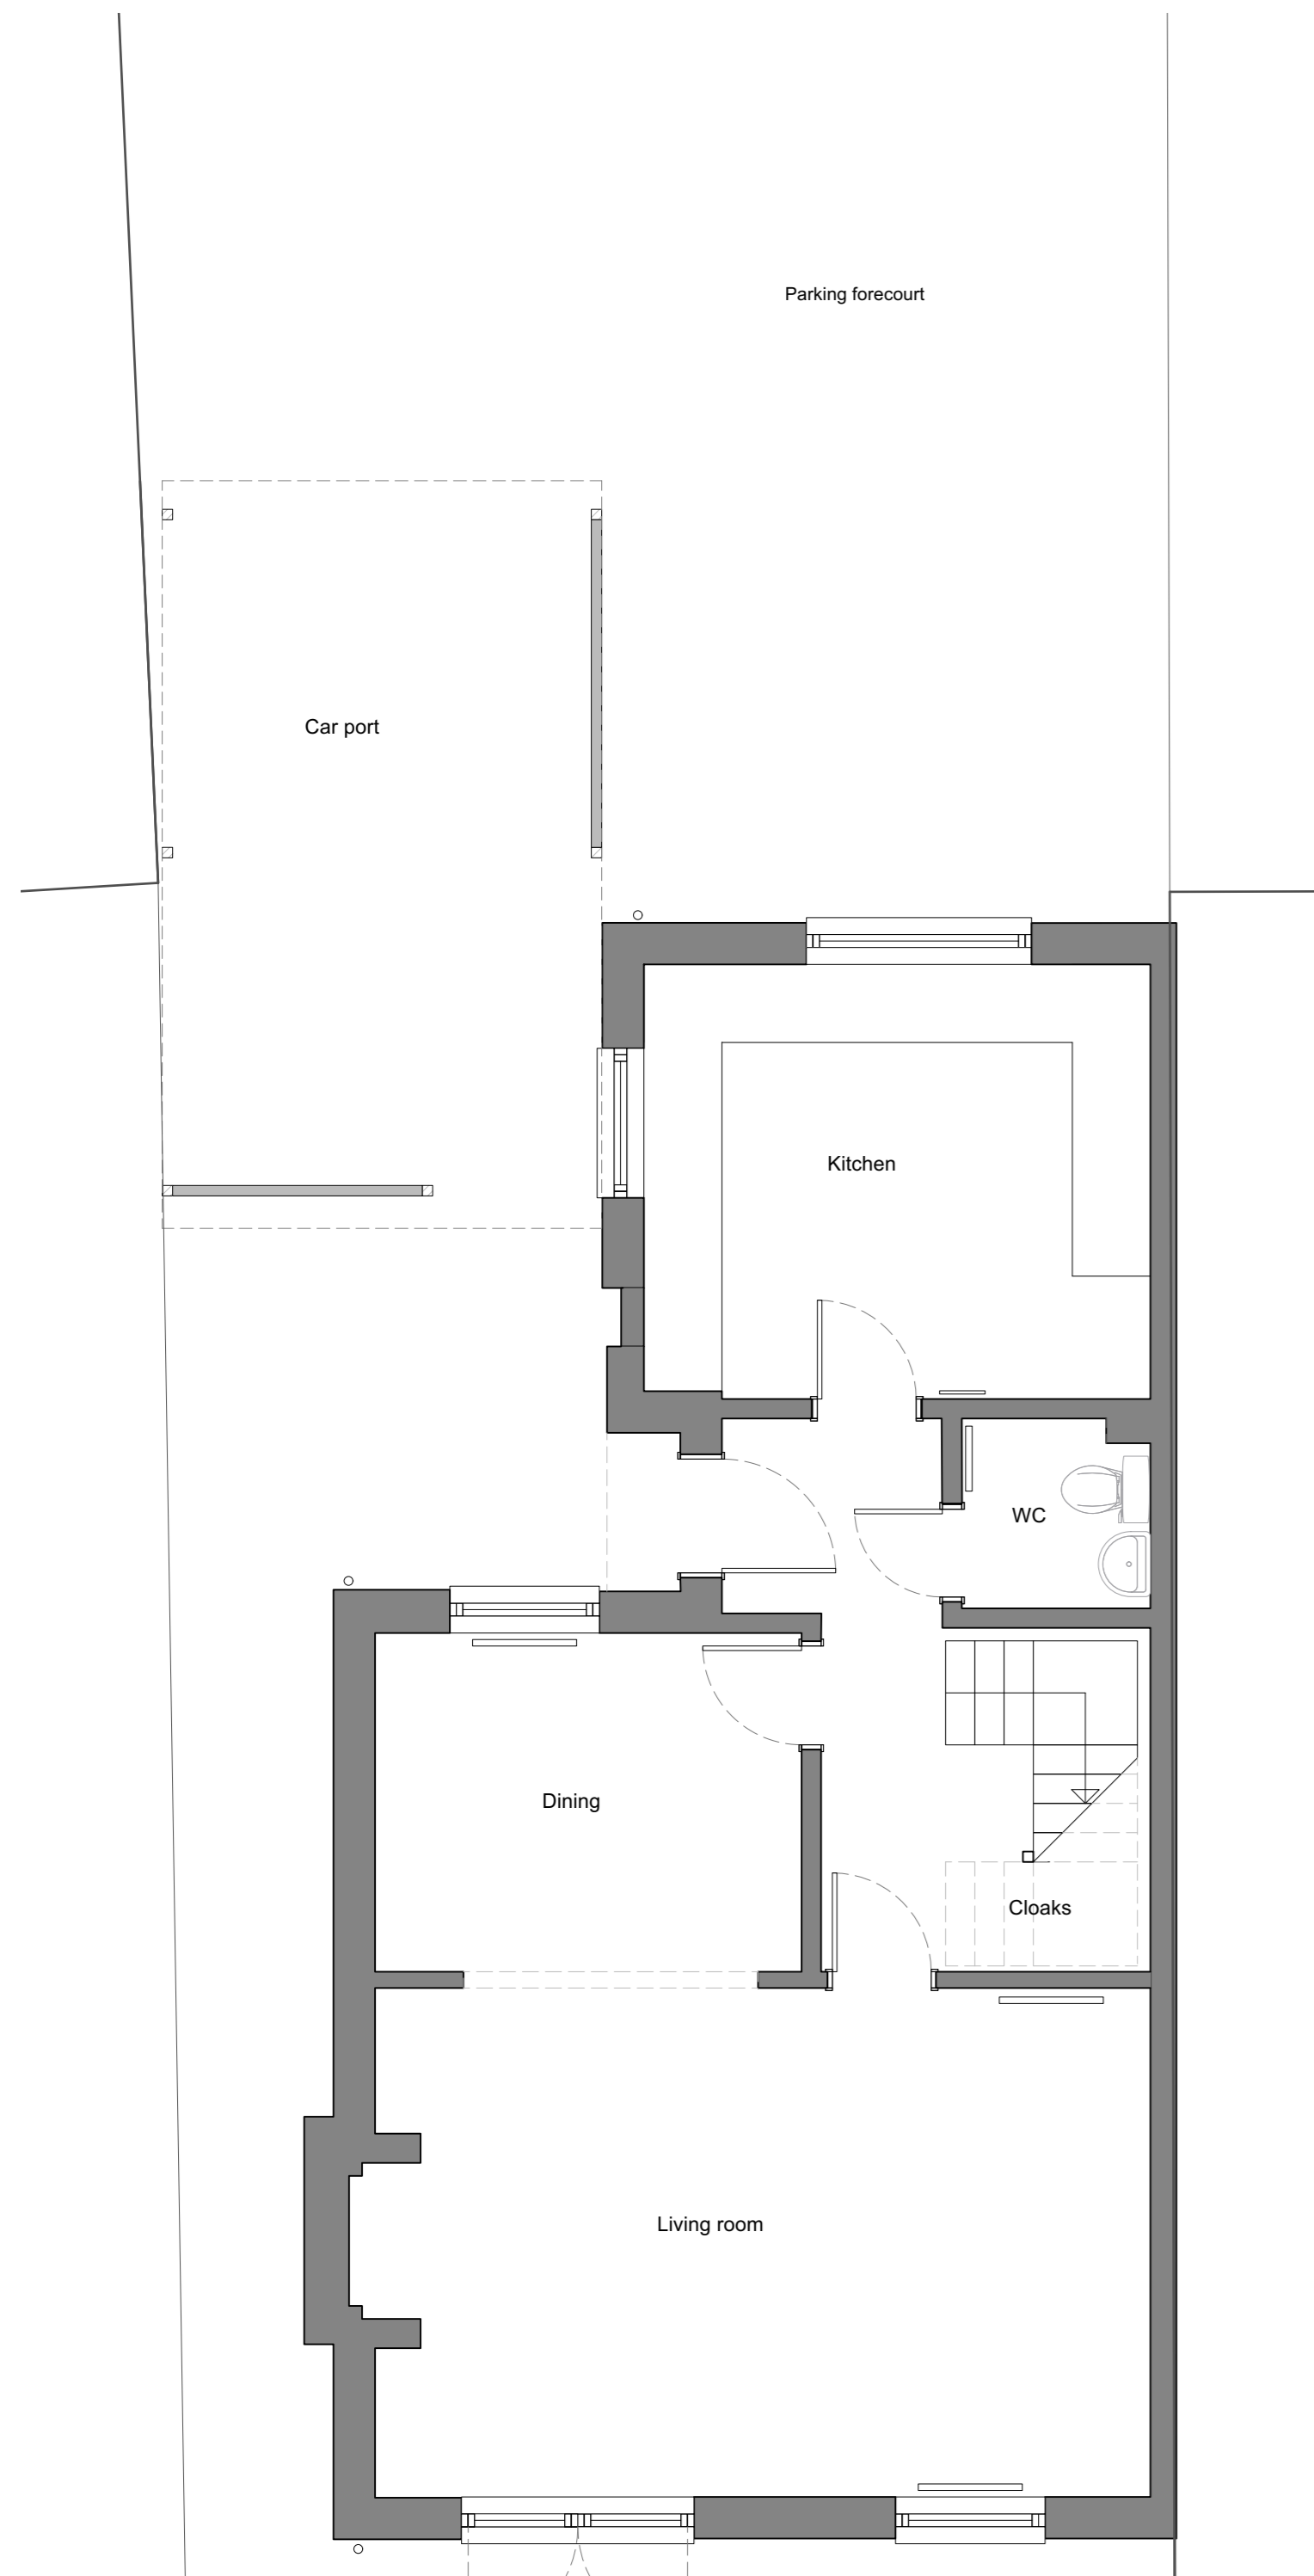 Parking forecourt
Car port
Kitchen
WC
Dining
Cloaks
Living room